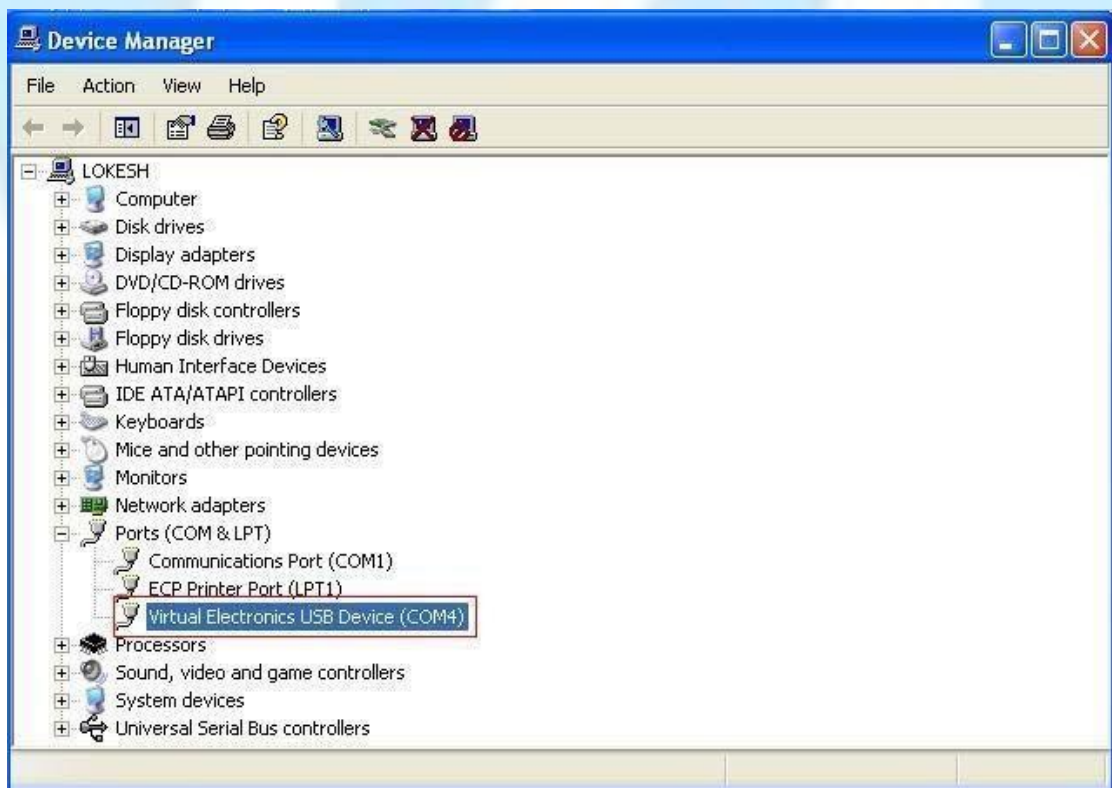 Device Manager
File Action View Help
LOKESH
Computer
Disk drives
Display adapters
DVD/CD-ROM drives
Floppy disk controllers
Floppy disk drives
Human Interface Devices
IDE ATA/ATAPI controllers
Keyboards
Mice and other pointing devices
Monitors
Network adapters
Ports (COM & LPT)
Communications Port (COM1)
ECP Printer Port (LPT1)
Virtual Electronics USB Device (COM4)
Processors
Sound, video and game controllers
System devices
Universal Serial Bus controllers